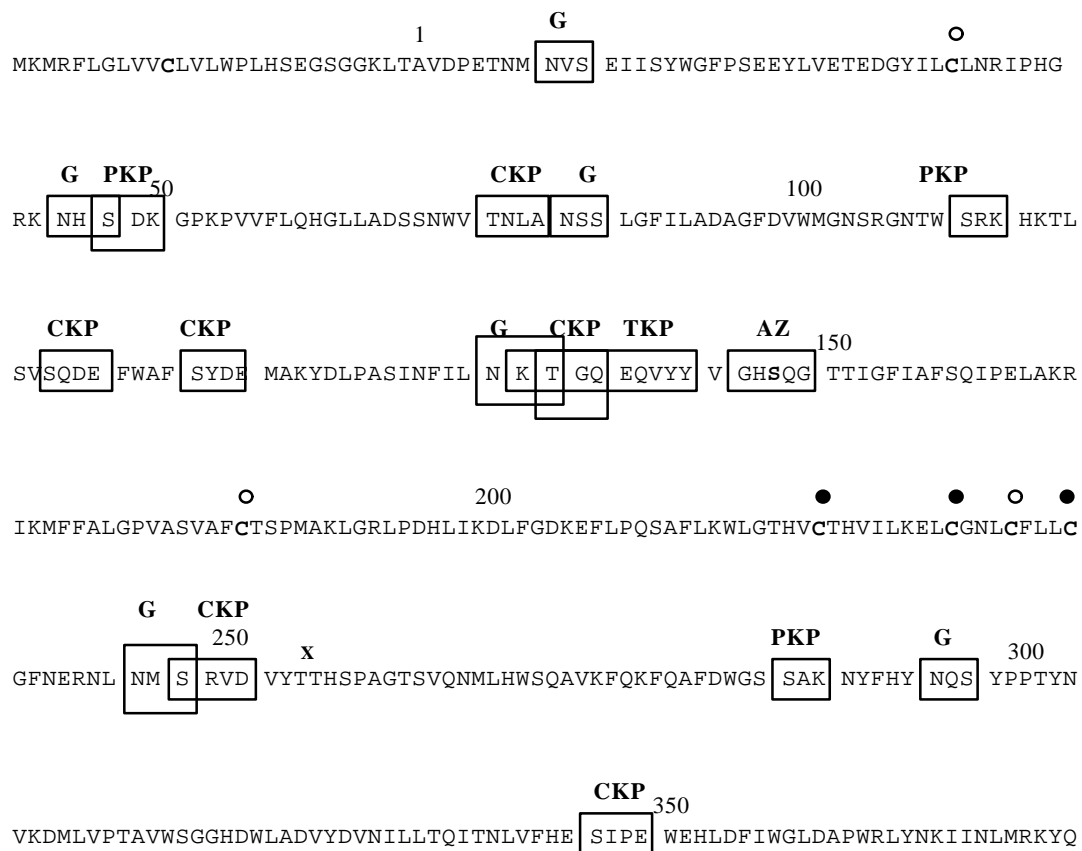 G
1
MKMRFLGLVVCLVLWPLHSEGSGGKLTAVDPETNM NVS EIISYWGFPSEEYLVETEDGYILCLNRIPHG
G PKP 50 CKP G 100 PKP
RK NH S DK GPKPVVFLQHGLLADSSNWV TNLA NSS LGFILADAGFDVWMGNSRGNTW SRK HKTL
CKP CKP G CKP TKP AZ 150
SVSQDE FWAF SYDE MAKYDLPASINFIL N K T GQ EQVYY V GHSQG TTIGFIAFSQIPELAKR
200
IKMFFALGPVASVAFCTSPMAKLGRLPDHLIKDLFGDKEFLPQSAFLKWLGTHVCTHVILKELCGNLCFLLC
G CKP
250 x PKP G 300
GFNERNL NM S RVD VYTTHSPAGTSVQNMLHWSQAVKFQKFQAFDWGS SAK NYFHY NQS YPPTYN
CKP 350
VKDMLVPTAVWSGGHDWLADVYDVNILLTQITNLVFHE SIPE WEHLDFIWGLDAPWRLYNKIINLMRKYQ